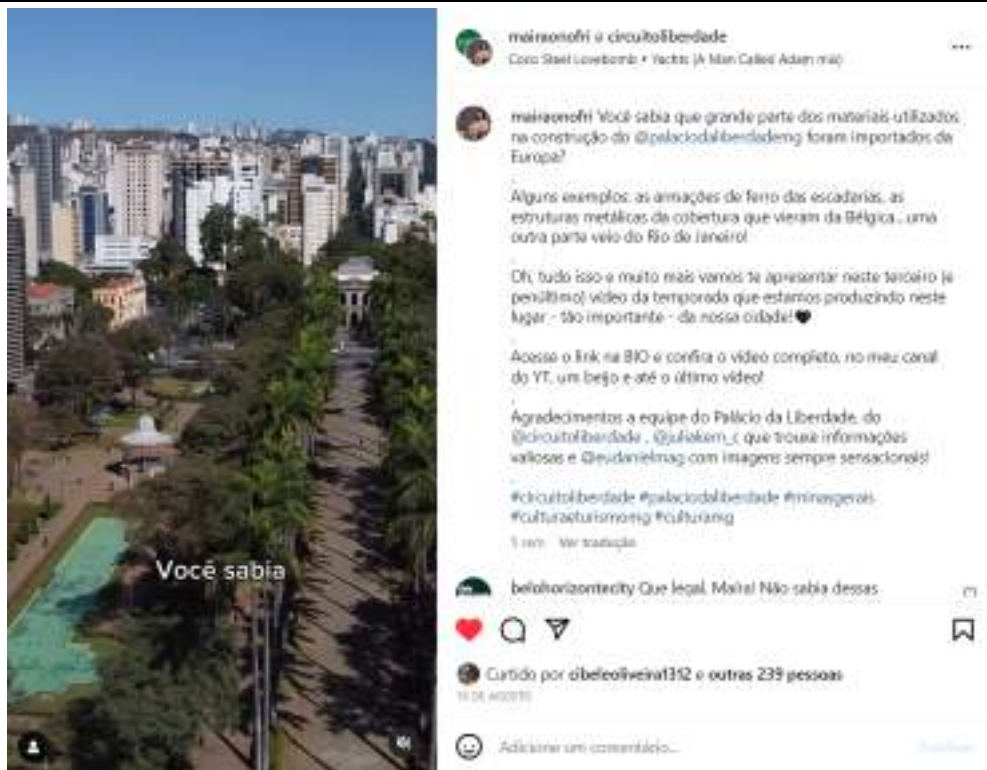 Você sabia
mairaonofri e circuitoliberdade
Coco Steel Lovebomb • Yachts (A Man Called Adam mix)
mairaonofri Você sabia que grande parte dos materiais utilizados
na construção do @palaciodaliberdademg foram importados da
Europa?
.
Alguns exemplos: as armações de ferro das escadarias, as
estruturas metálicas da cobertura que vieram da Bélgica... uma
outra parte veio do Rio de Janeiro!
.
Oh, tudo isso e muito mais vamos te apresentar neste terceiro (e
penúltimo) vídeo da temporada que estamos produzindo neste
lugar - tão importante - da nossa cidade!🖤
.
Acesse o link na BIO e confira o vídeo completo, no meu canal
do YT, um beijo e até o último vídeo!
.
Agradecimentos a equipe do Palácio da Liberdade, do
@circuitoliberdade , @juliakem_c que trouxe informações
valiosas e @eudanielmag com imagens sempre sensacionais!
.
#circuitoliberdade #palaciodaliberdade #minasgerais
#culturaeturismomg #culturamg
1 sem Ver tradução
belohorizontecity Que legal, Maíra! Não sabia dessas
Curtido por cibeleoliveira1312 e outras 239 pessoas
DE AGOSTO
Adicione um comentário...